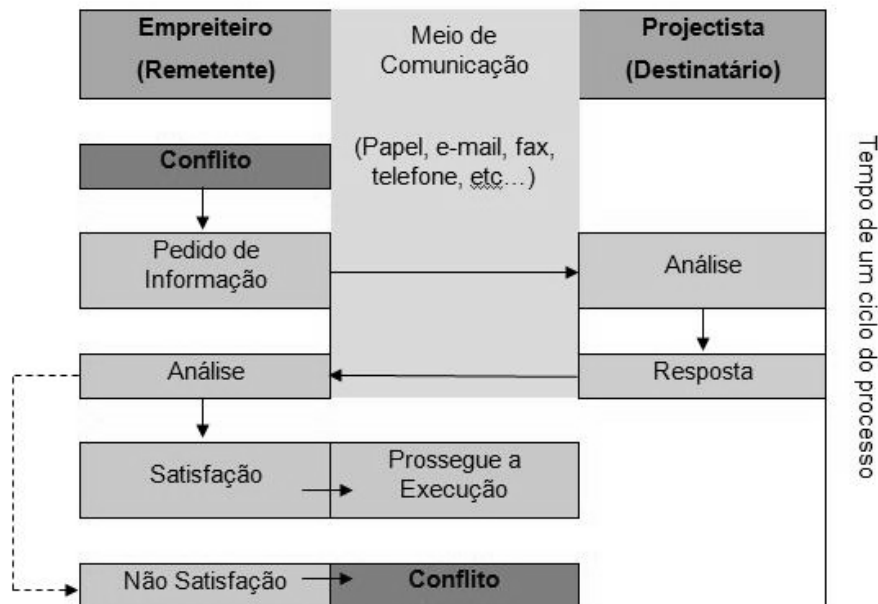 Empreiteiro
(Remetente)
Meio de
Comunicação
(Papel, e-mail, fax,
telefone, etc…)
Projectista
(Destinatário)
Conflito
Pedido de
Informação
Análise
Análise
Resposta
Satisfação
Prossegue a
Execução
Não Satisfação
Conflito
Tempo de um ciclo do processo